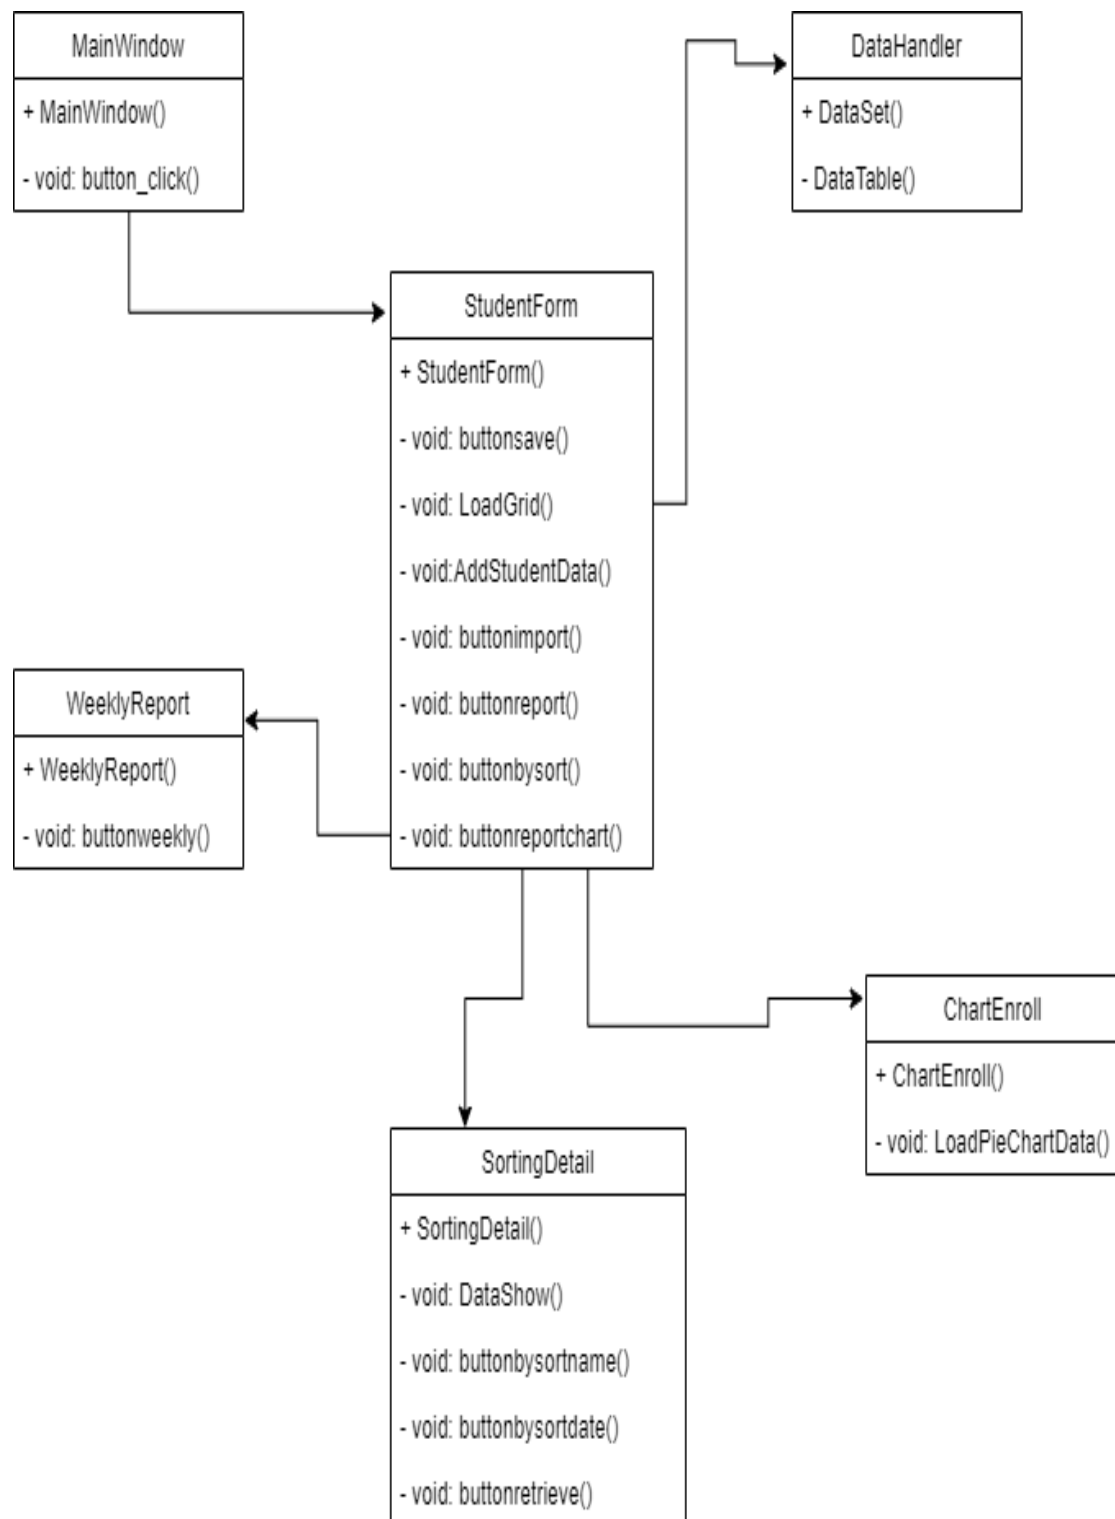 MainWindow
+ MainWindow()
- void: button_click()
DataHandler
+ DataSet()
- DataTable()
StudentForm
+ StudentForm()
- void: buttonsave()
- void: LoadGrid()
- void:AddStudentData()
- void: buttonimport()
- void: buttonreport()
- void: buttonbysort()
- void: buttonreportchart()
WeeklyReport
+ WeeklyReport()
- void: buttonweekly()
ChartEnroll
+ ChartEnroll()
- void: LoadPieChartData()
SortingDetail
+ SortingDetail()
- void: DataShow()
- void: buttonbysortname()
- void: buttonbysortdate()
- void: buttonretrieve()